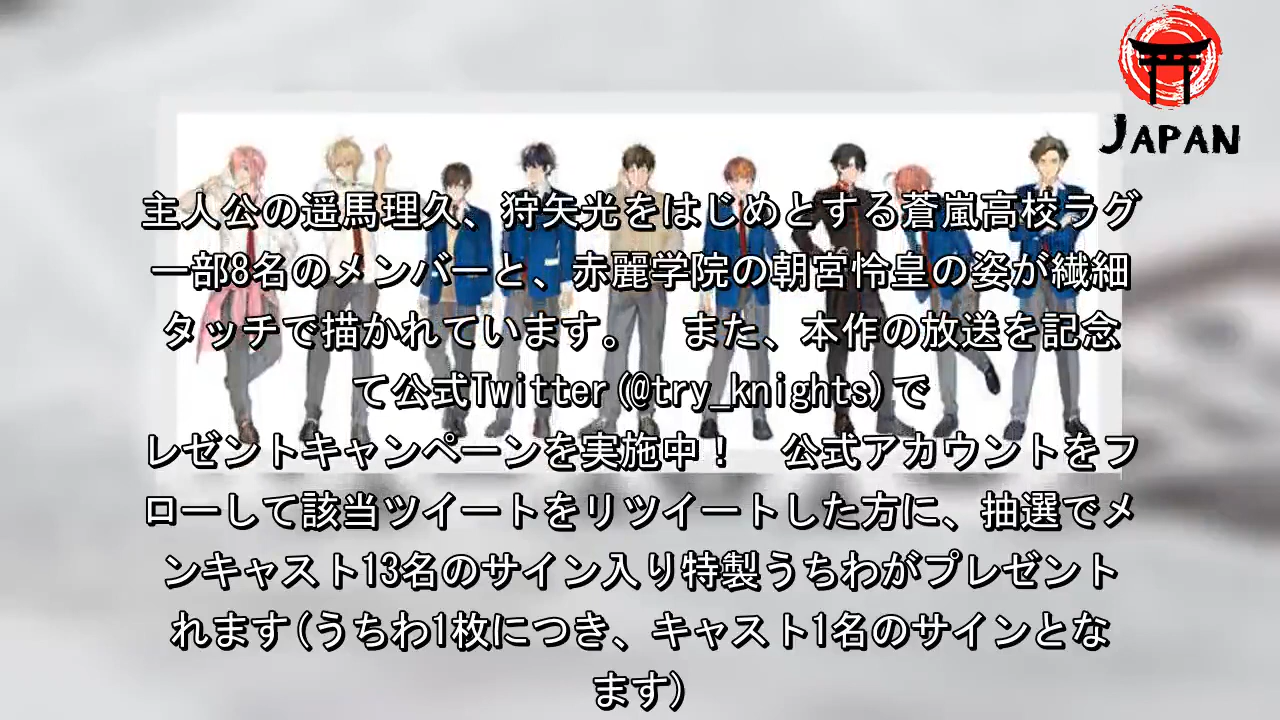 JAPAN
主人公の遥馬理久、狩矢光をはじめとする蒼嵐高校ラグ
ー部8名のメンバーと、赤麗学院の朝宮怜皇の姿が繊細
タッチで描かれています。　また、本作の放送を記念
て公式Twitter(@try_knights)で
レゼントキャンペーンを実施中！　公式アカウントをフ
ローして該当ツイートをリツイートした方に、抽選でメ
ンキャスト13名のサイン入り特製うちわがプレゼント
れます(うちわ1枚につき、キャスト1名のサインとな
ます)